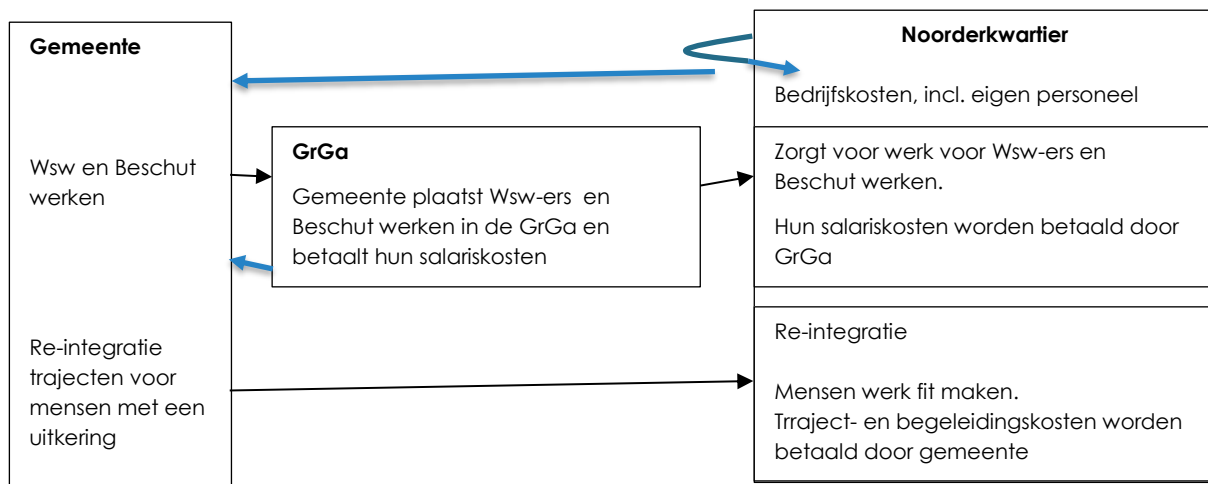 Gemeente
Wsw en Beschut
werken
Re-integratie
trajecten voor
mensen met een
uitkering
GrGa
Gemeente plaatst Wsw-ers en
Beschut werken in de GrGa en
betaalt hun salariskosten
Noorderkwartier
Bedrijfskosten, incl. eigen personeel
Zorgt voor werk voor Wsw-ers en
Beschut werken.
Hun salariskosten worden betaald door
GrGa
Re-integratie
Mensen werk fit maken.
Trraject- en begeleidingskosten worden
betaald door gemeente